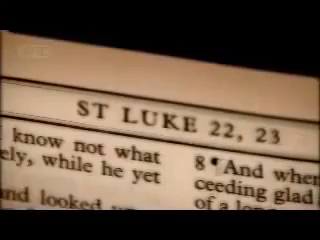 ST LUKE 22, 23
know not what
ely, while he yet
and looked
8 ¶And when
ceeding glad
of a